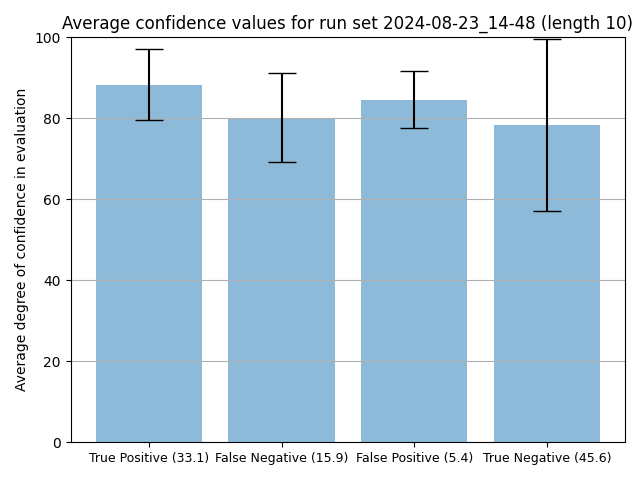 Average confidence values for run set 2024-08-23_14-48 (length 10)
Average degree of confidence in evaluation
100
80
60
40
20
0
True Positive (33.1) False Negative (15.9) False Positive (5.4) True Negative (45.6)